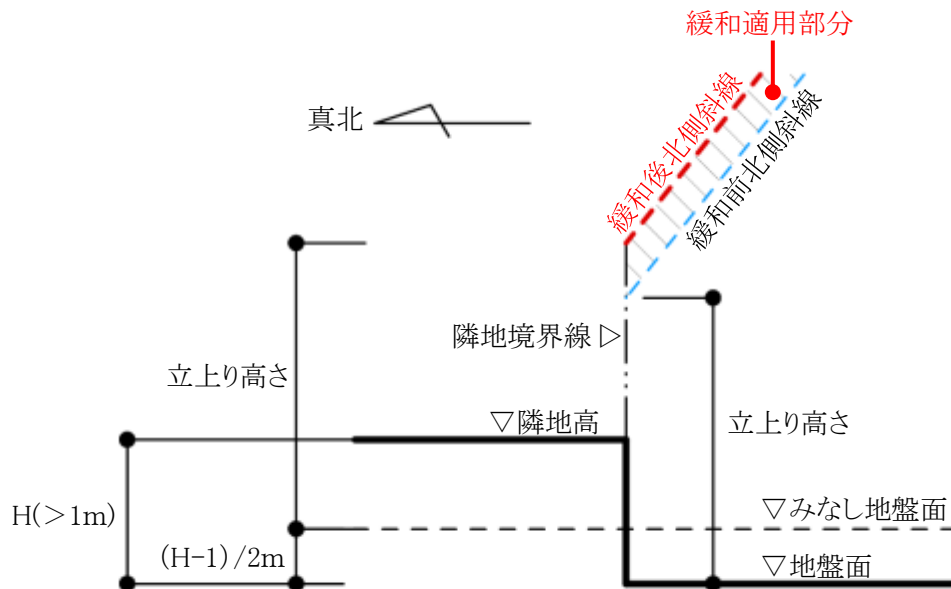 緩和適用部分
真北
緩和後北側斜線
緩和前北側斜線
隣地境界線▷
立上り高さ
▽隣地高
立上り高さ
H(>1m)
▽みなし地盤面
(H-1)/2m
▽地盤面